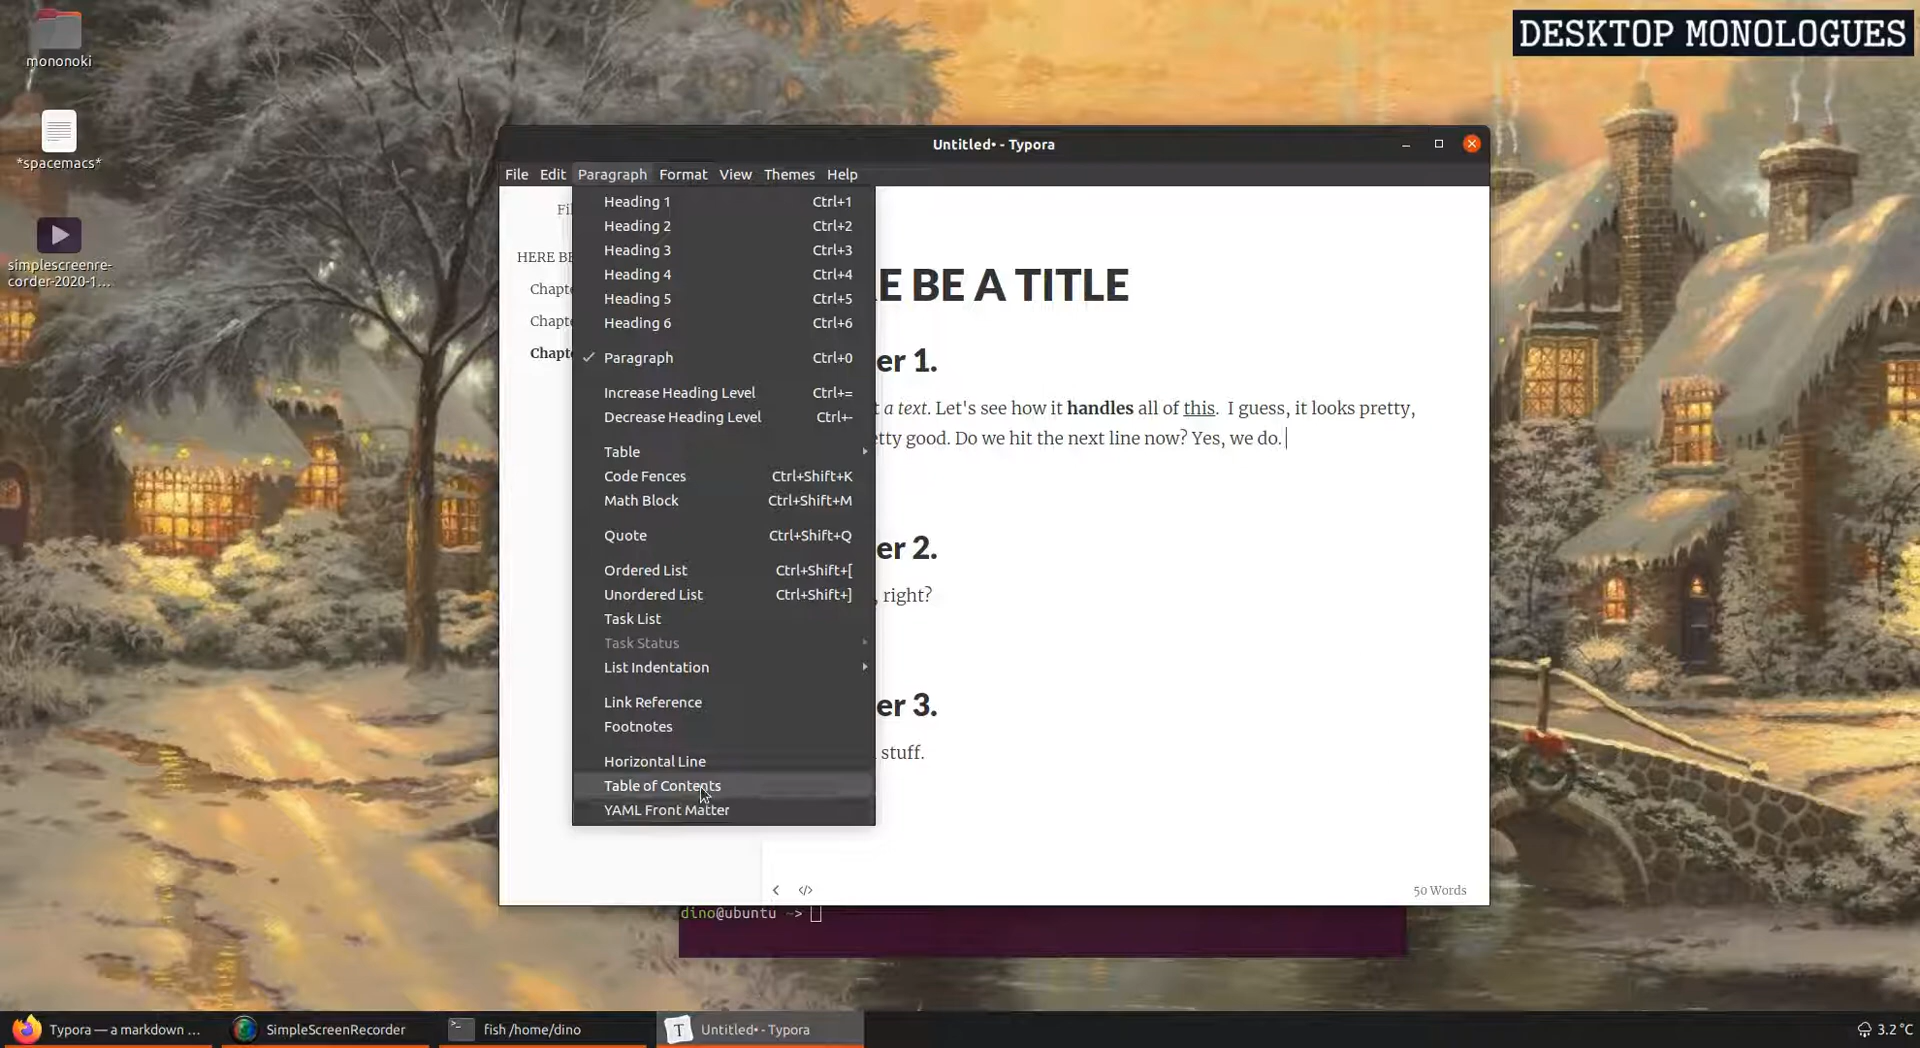 mononoki
*spacemacs*
simplescreenre-
corder-2020-1...
DESKTOP MONOLOGUES
Untitled• - Typora
File Edit Paragraph Format View Themes Help
Fil
HERE BE
Chapte
Chapte
Chapte
Heading 1 Ctrl+1
Heading 2 Ctrl+2
Heading 3 Ctrl+3
Heading 4 Ctrl+4
Heading 5 Ctrl+5
Heading 6 Ctrl+6
Paragraph Ctrl+0
Increase Heading Level Ctrl+=
Decrease Heading Level Ctrl+-
Table
Code Fences Ctrl+Shift+K
Math Block Ctrl+Shift+M
Quote Ctrl+Shift+Q
Ordered List Ctrl+Shift+[
Unordered List Ctrl+Shift+]
Task List
Task Status
List Indentation
Link Reference
Footnotes
Horizontal Line
Table of Contents
YAML Front Matter
E BE A TITLE
er 1.
t a text. Let's see how it handles all of this. I guess, it looks pretty,
etty good. Do we hit the next line now? Yes, we do.
er 2.
, right?
er 3.
stuff.
</>
50 Words
dino@ubuntu ~>
Typora — a markdown ...
SimpleScreenRecorder
fish /home/dino
T Untitled• - Typora
3.2 °C